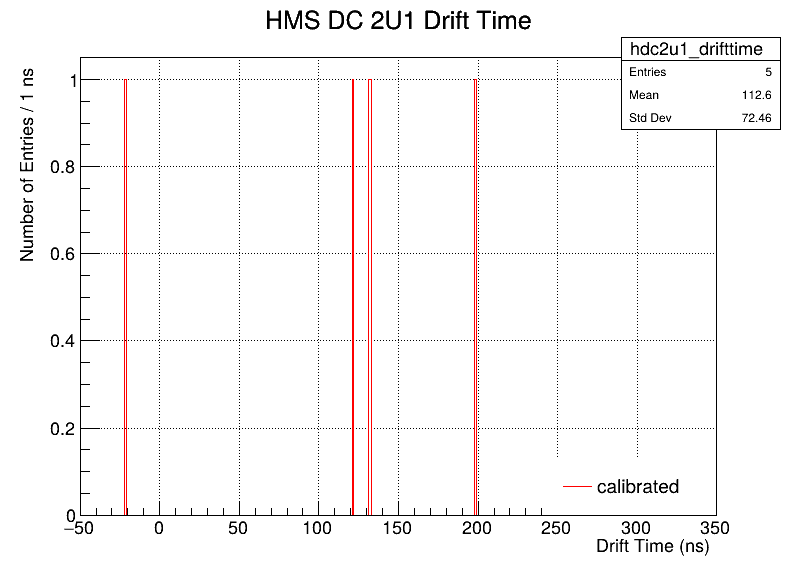 HMS DC 2U1 Drift Time
hdc2u1_drifttime
Entries 5
Mean 112.6
Std Dev 72.46
Number of Entries / 1 ns
1
0.8
0.6
0.4
0.2
0
−50 0 50 100 150 200 250 300 350
Drift Time (ns)
calibrated